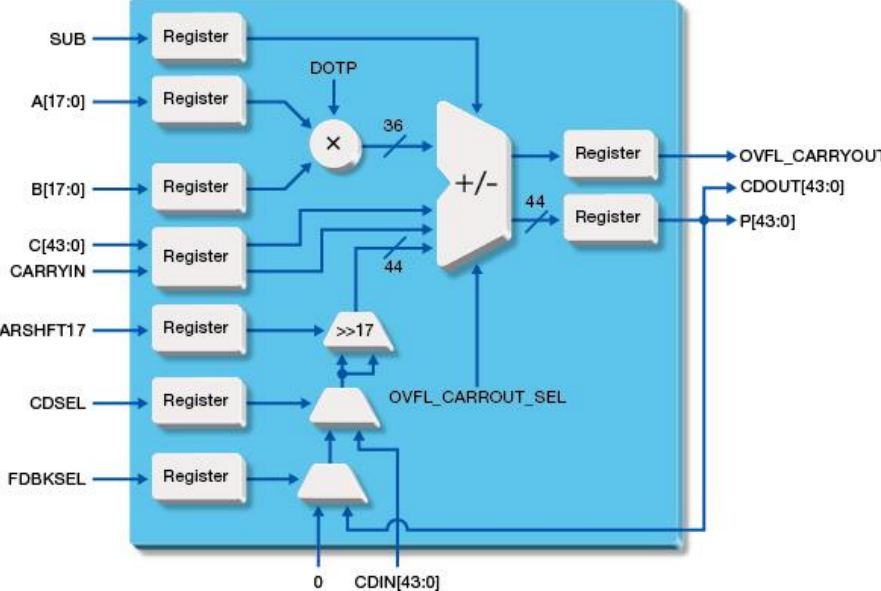 SUB
Register
A[17:0]
Register
DOTP
×
36
B[17:0]
Register
+/-
Register
OVFL_CARRYOUT
CDOUT[43:0]
44
Register
P[43:0]
C[43:0]
CARRYIN
Register
44
ARSHFT17
Register
>>17
CDSEL
Register
OVFL_CARROUT_SEL
FDBKSEL
Register
0
CDIN[43:0]